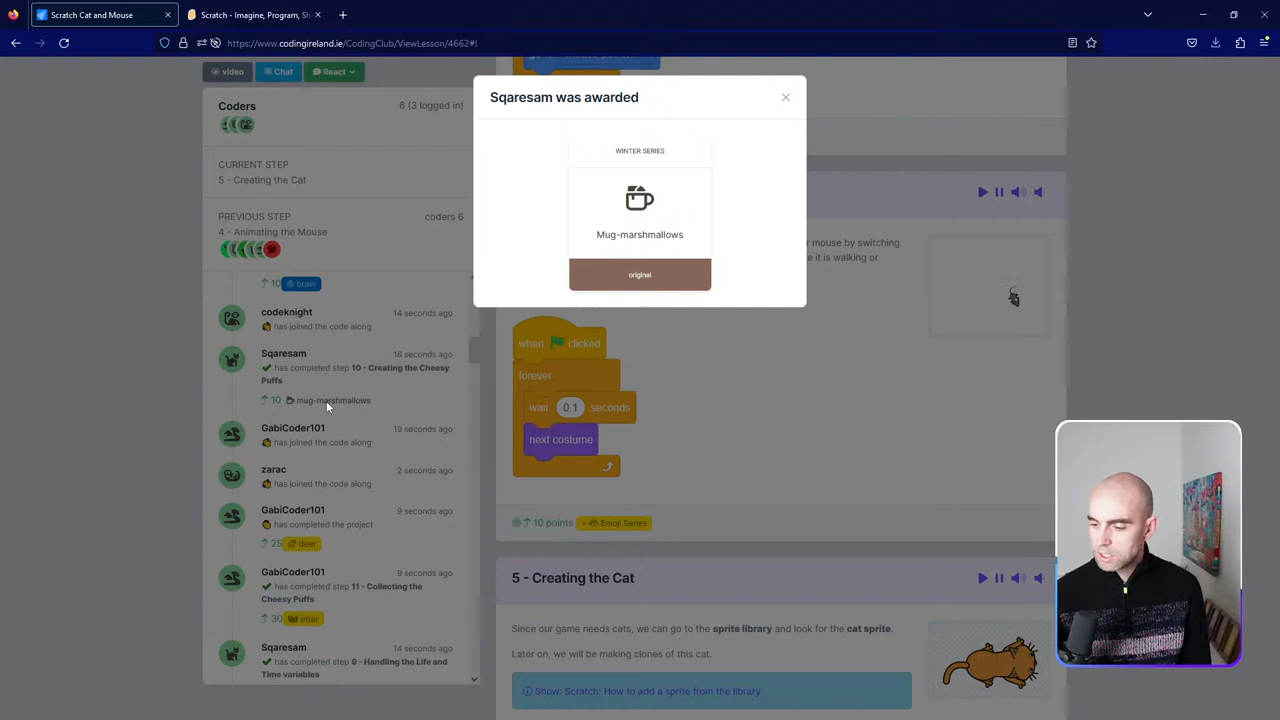 Scratch Cat and Mouse
Scratch - Imagine, Program, Sh
https://www.codingireland.ie/CodingClub/ViewLesson/4662#!
video
Chat
React
Coders
6 (3 logged in)
CURRENT STEP
5 - Creating the Cat
PREVIOUS STEP
coders 6
4 - Animating the Mouse
10 brain
codeknight
14 seconds ago
has joined the code along
Sqaresam
16 seconds ago
has completed step 10 - Creating the Cheesy
Puffs
10 mug-marshmallows
GabiCoder101
19 seconds ago
has joined the code along
zarac
2 seconds ago
has joined the code along
GabiCoder101
9 seconds ago
has completed the project
25 deer
GabiCoder101
9 seconds ago
has completed step 11 - Collecting the
Cheesy Puffs
30 otter
Sqaresam
14 seconds ago
has completed step 9 - Handling the Life and
Time variables
Sqaresam was awarded
WINTER SERIES
Mug-marshmallows
original
r mouse by switching
e it is walking or
when clicked
forever
wait 0.1 seconds
next costume
10 points
+ Emoji Series
5 - Creating the Cat
Since our game needs cats, we can go to the sprite library and look for the cat sprite.
Later on, we will be making clones of this cat.
Show: Scratch: How to add a sprite from the library